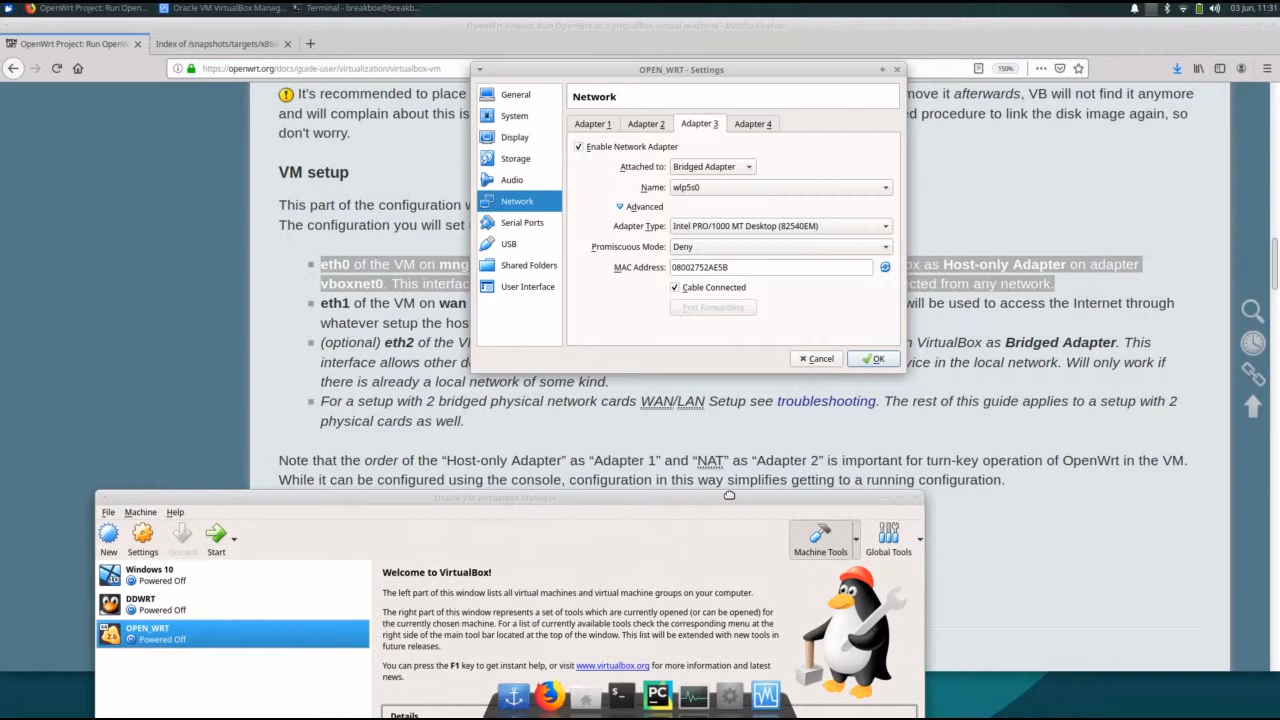 OpenWrt Project: Run Open...
Oracle VM VirtualBox Manag...
Terminal - breakbox@breakb...
03 Jun, 11:31
OpenWrt Project: Run OpenWrt as a VirtualBox virtual machine - Mozilla Firefox
OpenWrt Project: Run OpenW
Index of /snapshots/targets/x86/
https://openwrt.org/docs/guide-user/virtualization/virtualbox-vm
150%
It's recommended to place
move it afterwards, VB will not find it anymore
and will complain about this is
ed procedure to link the disk image again, so
don't worry.
VM setup
This part of the configuration w
The configuration you will set
eth0 of the VM on mng
ox as Host-only Adapter on adapter
vboxnet0. This interfac
cted from any network.
eth1 of the VM on wan
will be used to access the Internet through
whatever setup the hos
(optional) eth2 of the V
n VirtualBox as Bridged Adapter. This
interface allows other d
vice in the local network. Will only work if
there is already a local network of some kind.
For a setup with 2 bridged physical network cards WAN/LAN Setup see troubleshooting. The rest of this guide applies to a setup with 2
physical cards as well.
Note that the order of the “Host-only Adapter” as “Adapter 1” and “NAT” as “Adapter 2” is important for turn-key operation of OpenWrt in the VM.
While it can be configured using the console, configuration in this way simplifies getting to a running configuration.
OPEN_WRT - Settings
General
System
Display
Storage
Audio
Network
Serial Ports
USB
Shared Folders
User Interface
Network
Adapter 1
Adapter 2
Adapter 3
Adapter 4
Enable Network Adapter
Attached to: Bridged Adapter
Name: wlp5s0
Advanced
Adapter Type: Intel PRO/1000 MT Desktop (82540EM)
Promiscuous Mode: Deny
MAC Address: 08002752AE5B
Cable Connected
Port Forwarding
Cancel
OK
Oracle VM VirtualBox Manager
File Machine Help
New
Settings
Discard
Start
Machine Tools
Global Tools
Windows 10
Powered Off
DDWRT
Powered Off
OPEN_WRT
Powered Off
Welcome to VirtualBox!
The left part of this window lists all virtual machines and virtual machine groups on your computer.
The right part of this window represents a set of tools which are currently opened (or can be opened) for
the currently chosen machine. For a list of currently available tools check the corresponding menu at the
right side of the main tool bar located at the top of the window. This list will be extended with new tools in
future releases.
You can press the F1 key to get instant help, or visit www.virtualbox.org for more information and latest
news.
Details
PC